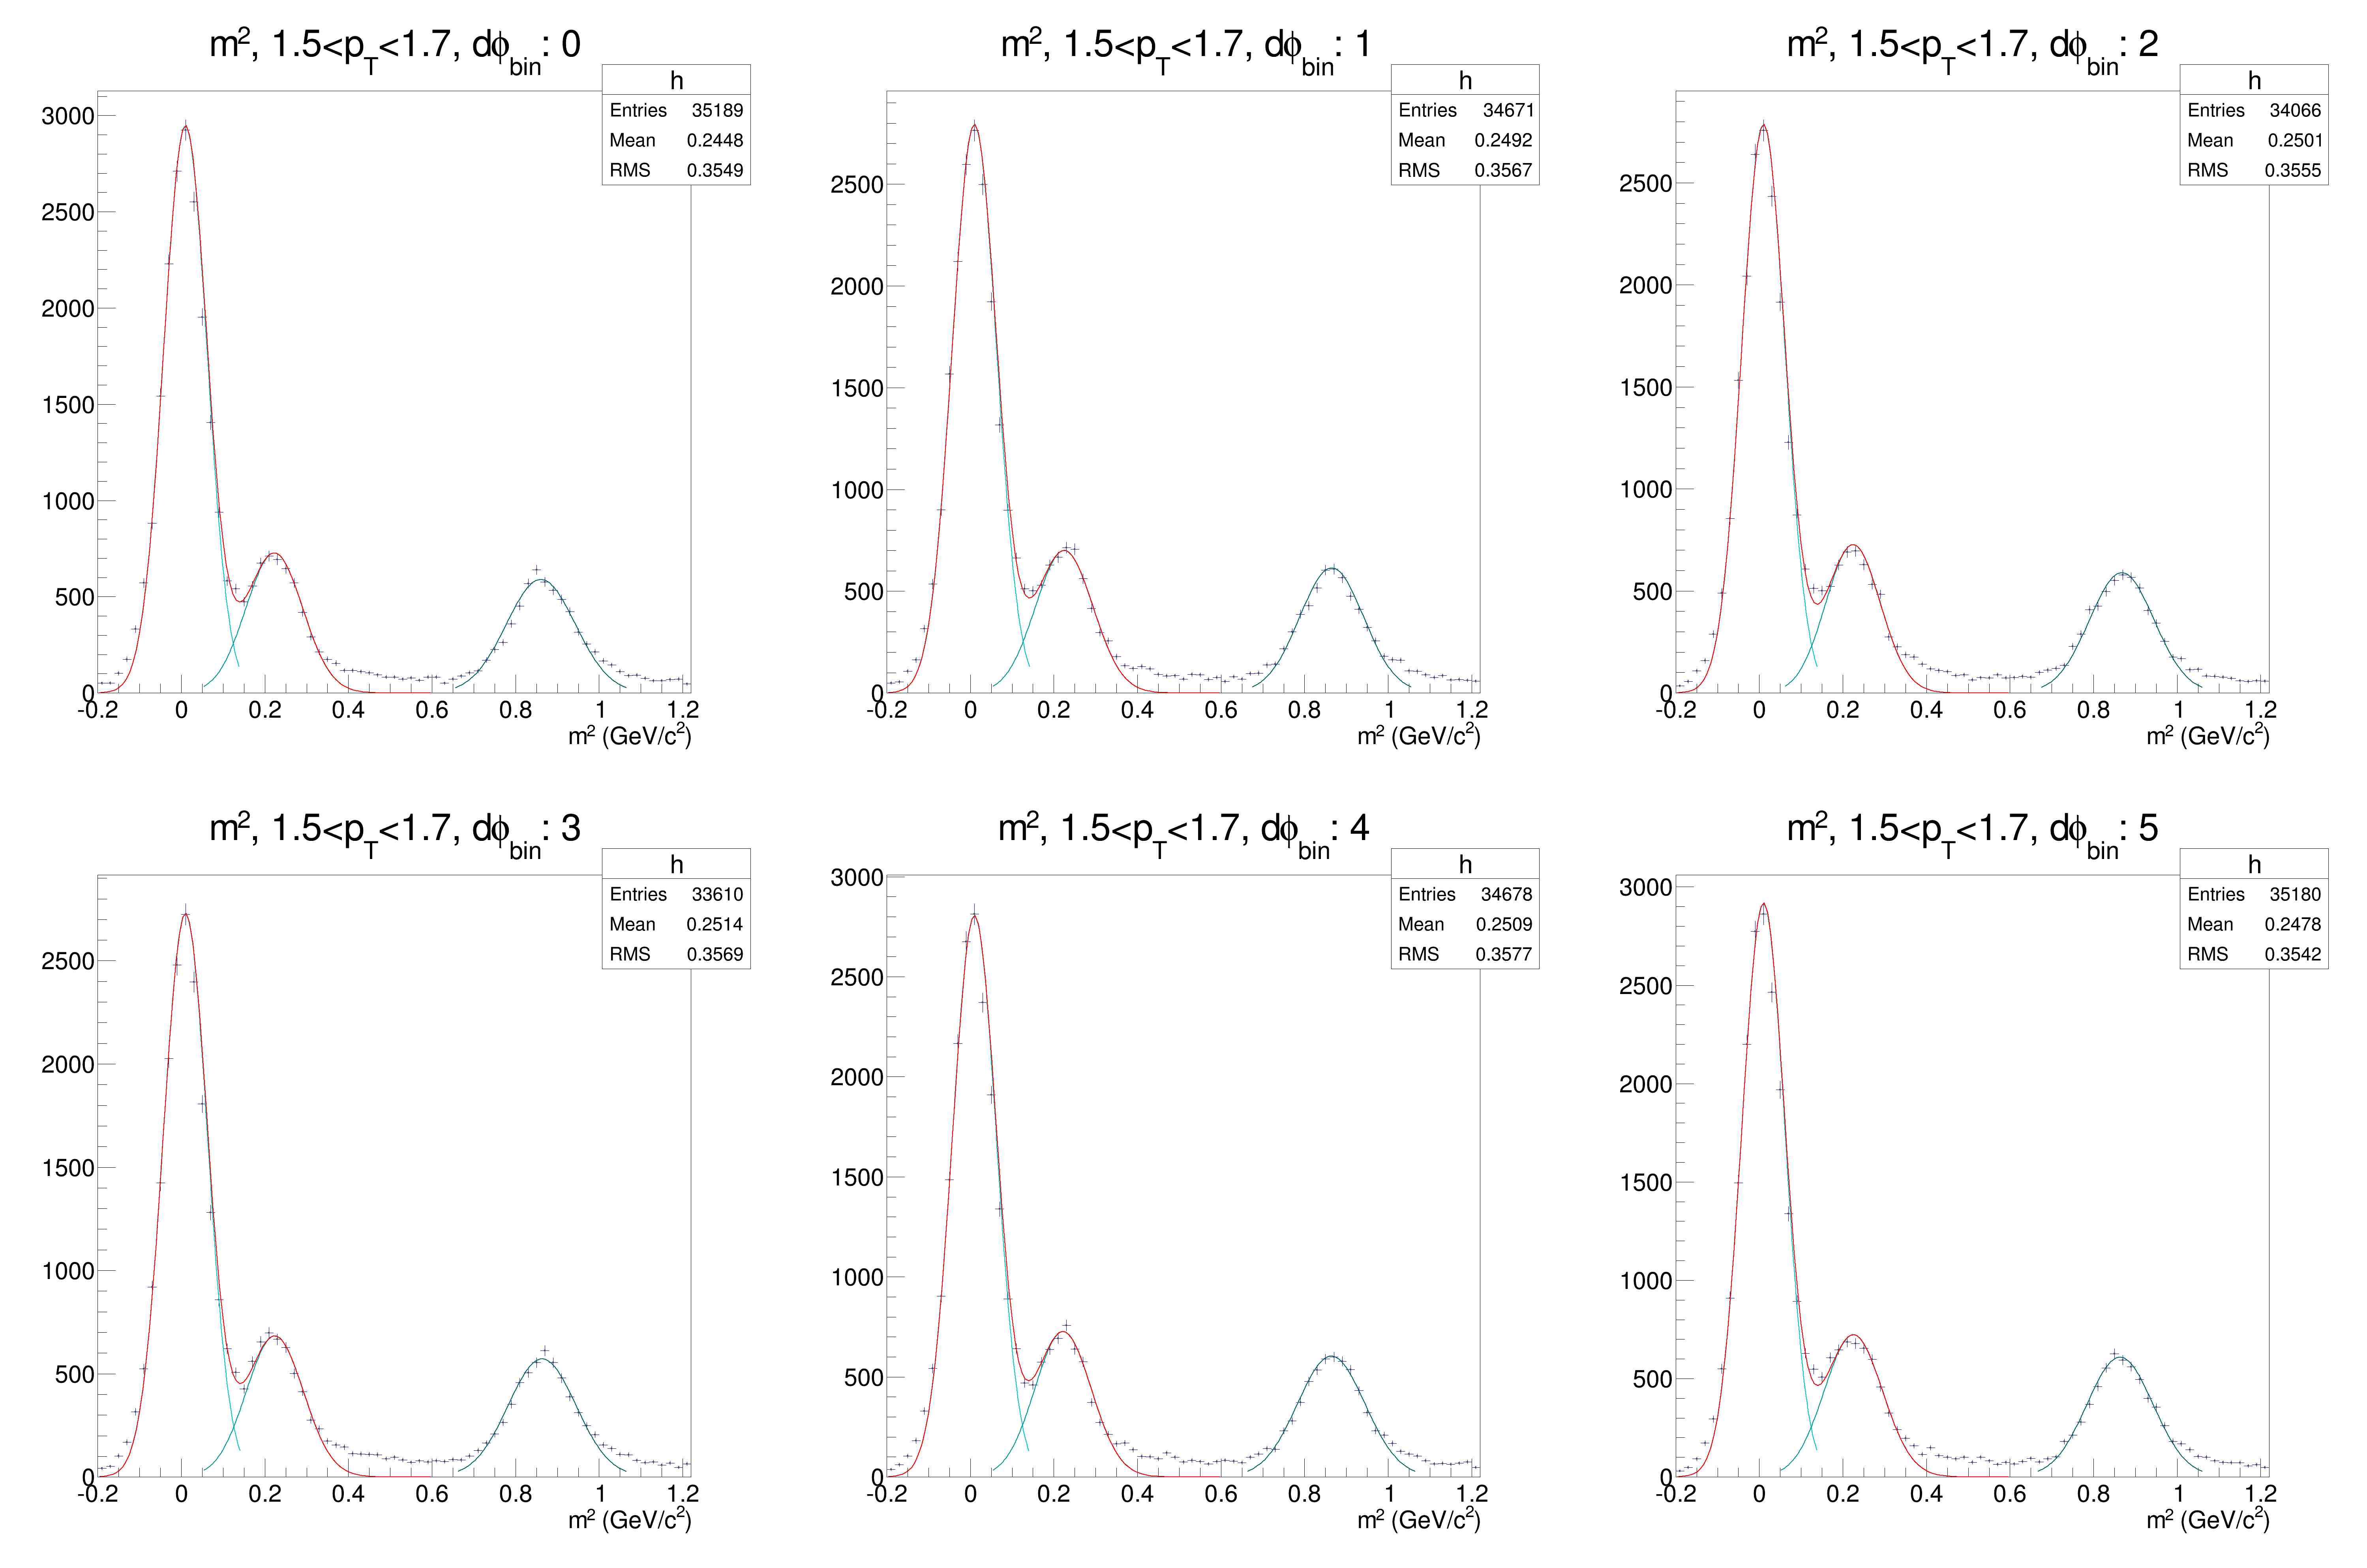 m², 1.5<p_T<1.7, dϕ_bin: 0
h
Entries 35189
Mean 0.2448
RMS 0.3549
3000
2500
2000
1500
1000
500
0
-0.2 0 0.2 0.4 0.6 0.8 1 1.2
m² (GeV/c²)
m², 1.5<p_T<1.7, dϕ_bin: 1
h
Entries 34671
Mean 0.2492
RMS 0.3567
2500
2000
1500
1000
500
0
-0.2 0 0.2 0.4 0.6 0.8 1 1.2
m² (GeV/c²)
m², 1.5<p_T<1.7, dϕ_bin: 2
h
Entries 34066
Mean 0.2501
RMS 0.3555
2500
2000
1500
1000
500
0
-0.2 0 0.2 0.4 0.6 0.8 1 1.2
m² (GeV/c²)
m², 1.5<p_T<1.7, dϕ_bin: 3
h
Entries 33610
Mean 0.2514
RMS 0.3569
2500
2000
1500
1000
500
0
-0.2 0 0.2 0.4 0.6 0.8 1 1.2
m² (GeV/c²)
m², 1.5<p_T<1.7, dϕ_bin: 4
h
Entries 34678
Mean 0.2509
RMS 0.3577
3000
2500
2000
1500
1000
500
0
-0.2 0 0.2 0.4 0.6 0.8 1 1.2
m² (GeV/c²)
m², 1.5<p_T<1.7, dϕ_bin: 5
h
Entries 35180
Mean 0.2478
RMS 0.3542
3000
2500
2000
1500
1000
500
0
-0.2 0 0.2 0.4 0.6 0.8 1 1.2
m² (GeV/c²)